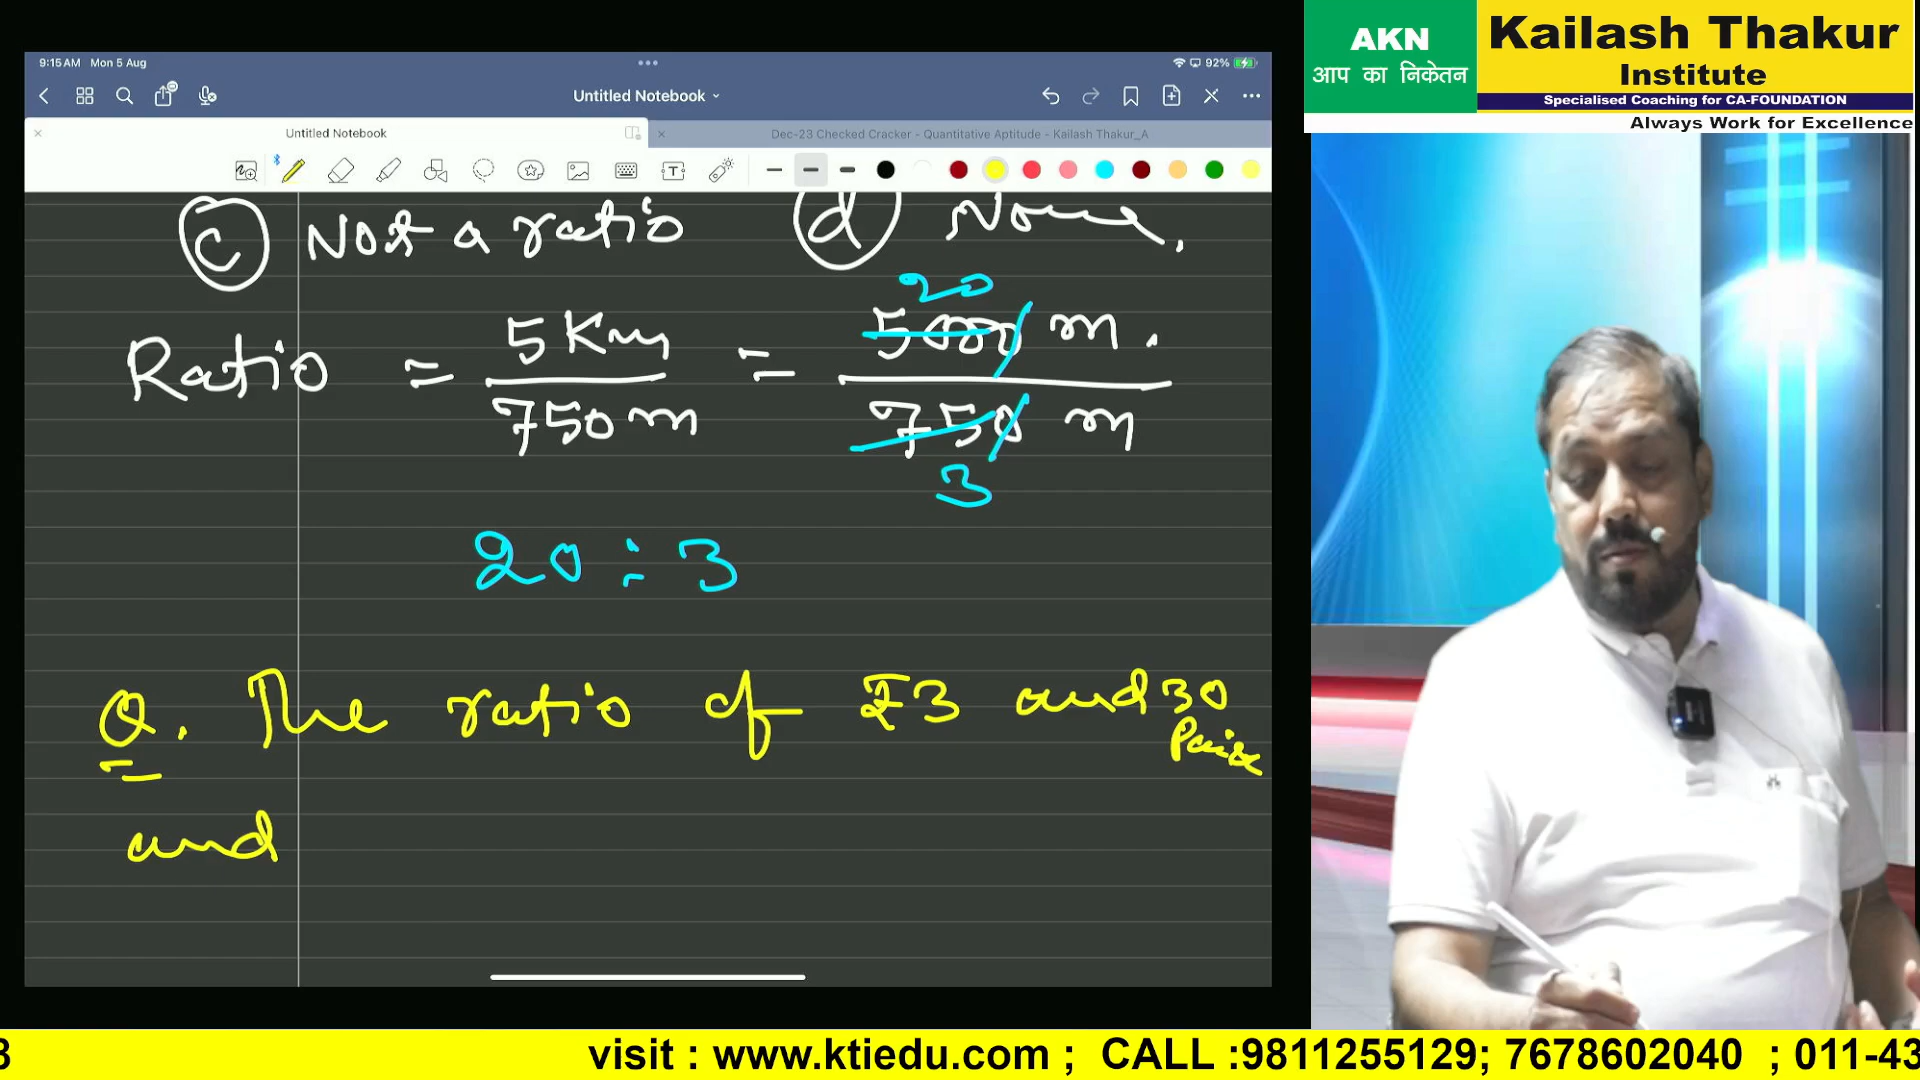 9:15 AM Mon 5 Aug
92%
Untitled Notebook
Untitled Notebook
Dec-23 Checked Cracker - Quantitative Aptitude - Kailash Thakur_A
T
(c) Not a ratio (d) None.
Ratio = 5 Km / 750 m = 5000 m. / 750 m
20
3
20 : 3
Q. The ratio of ₹3 and 30 Paise
and
AKN
आप का निकेतन
Kailash Thakur
Institute
Specialised Coaching for CA-FOUNDATION
Always Work for Excellence
3 visit : www.ktiedu.com ; CALL :9811255129; 7678602040 ; 011-43